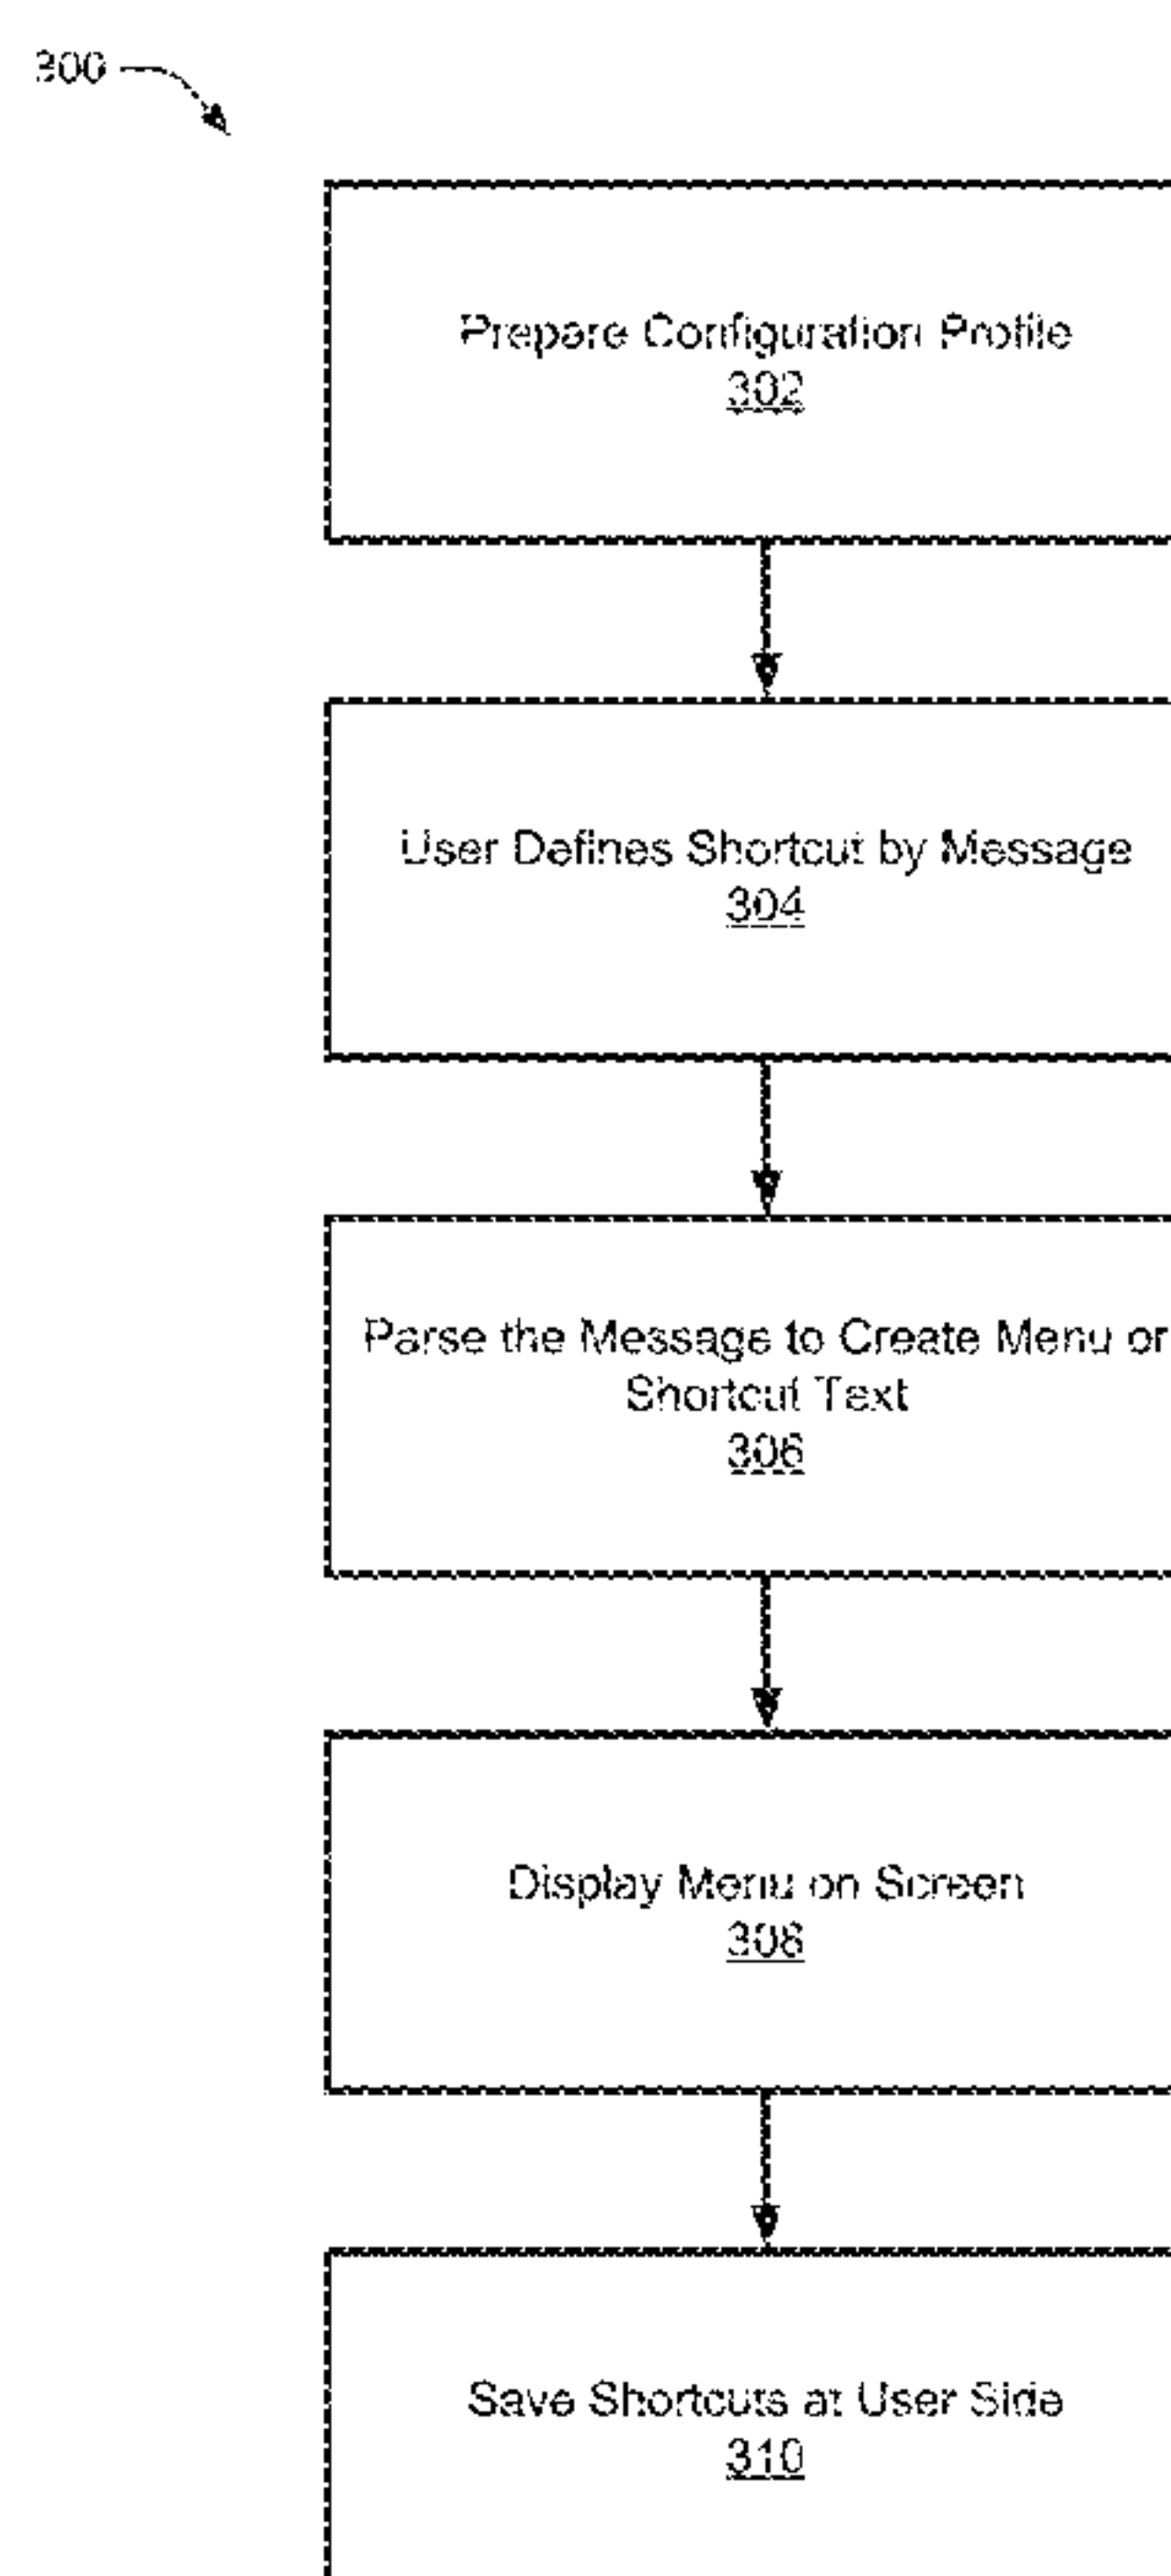 300
Prepare Configuration Profile
302
User Defines Shortcut by Message
304
Parse the Message to Create Menu or
Shortcut Text
306
Display Menu on Screen
308
Save Shortcuts at User Side
310